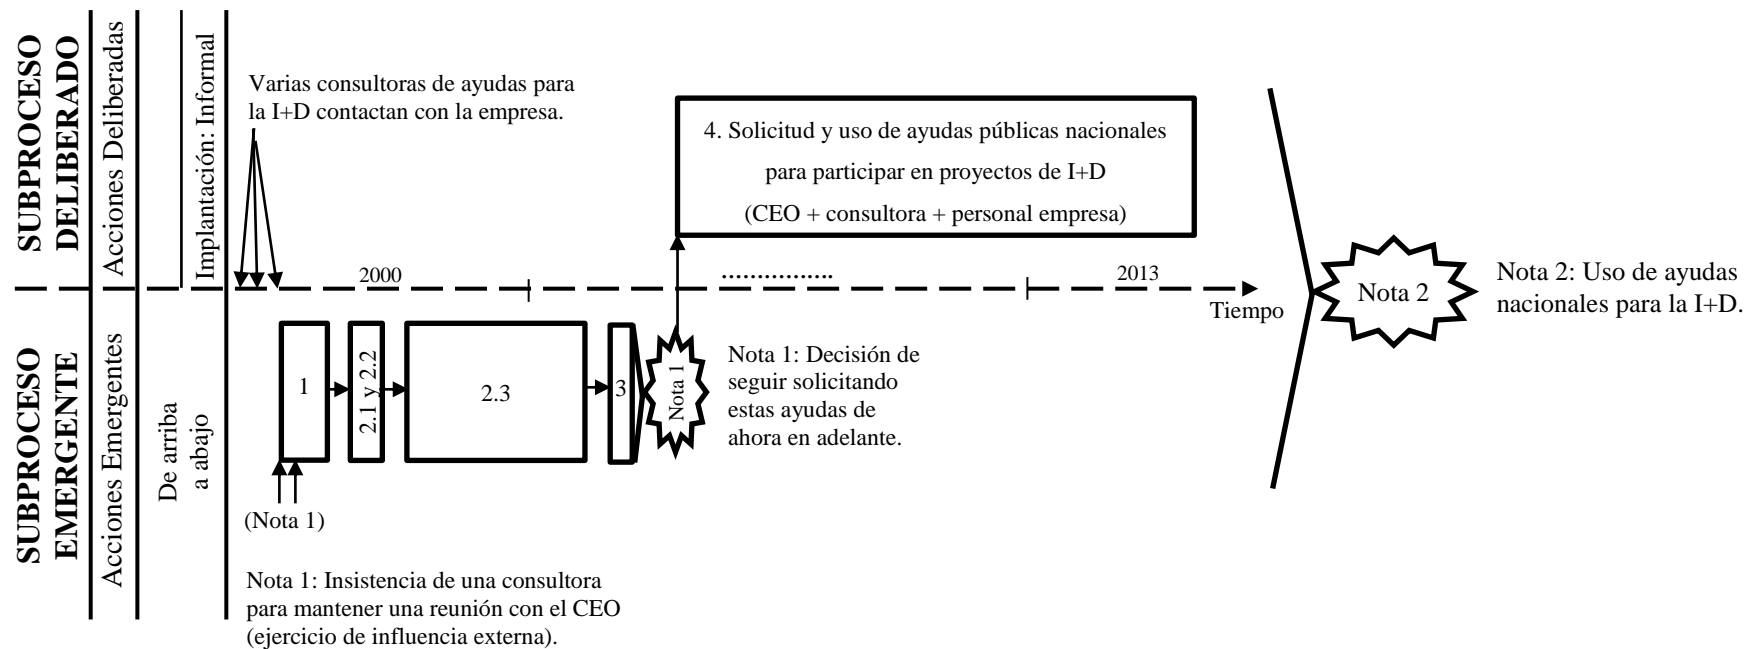 SUBPROCESO
DELIBERADO
Acciones Deliberadas
Implantación: Informal
Varias consultoras de ayudas para
la I+D contactan con la empresa.
4. Solicitud y uso de ayudas públicas nacionales
para participar en proyectos de I+D
(CEO + consultora + personal empresa)
2000
................
2013
Tiempo
Nota 2
Nota 2: Uso de ayudas
nacionales para la I+D.
SUBPROCESO
EMERGENTE
Acciones Emergentes
De arriba
a abajo
1
2.1 y 2.2
2.3
3
Nota 1
Nota 1: Decisión de
seguir solicitando
estas ayudas de
ahora en adelante.
(Nota 1)
Nota 1: Insistencia de una consultora
para mantener una reunión con el CEO
(ejercicio de influencia externa).